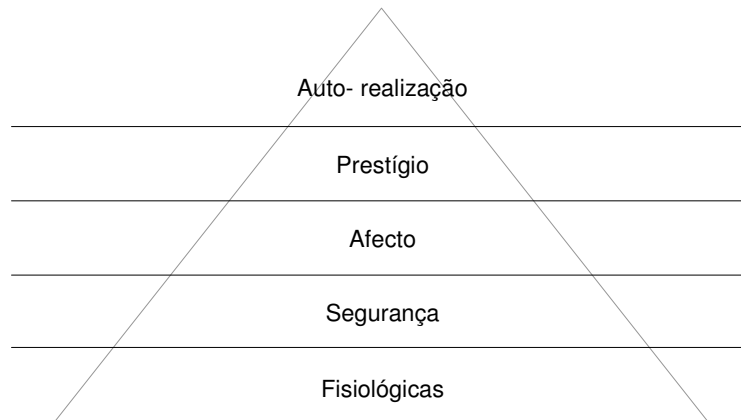 Auto- realização
Prestígio
Afecto
Segurança
Fisiológicas